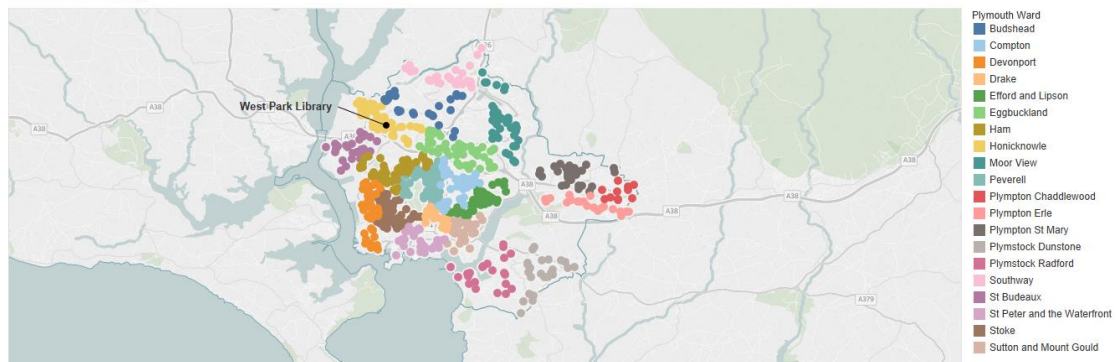 West Park Library
A38
A38
A38
A38
A38
A38
A38
A379
Plymouth Ward
Budshead
Compton
Devonport
Drake
Efford and Lipson
Eggbuckland
Ham
Honicknowle
Moor View
Peverell
Plympton Chaddlewood
Plympton Erle
Plympton St Mary
Plymstock Dunstone
Plymstock Radford
Southway
St Budeaux
St Peter and the Waterfront
Stoke
Sutton and Mount Gould